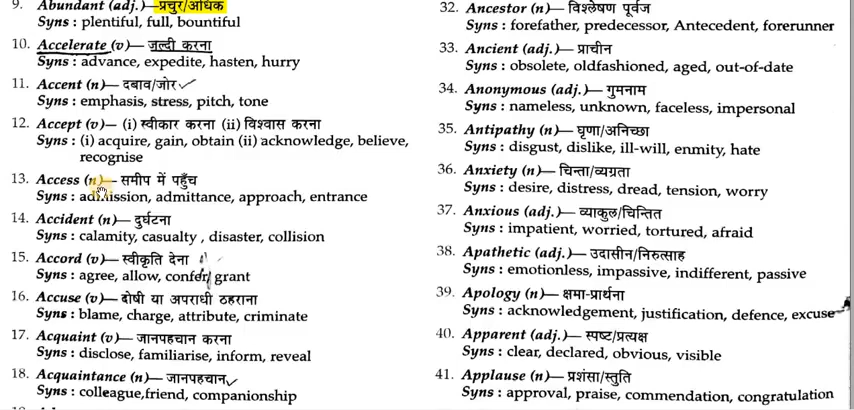 9. Abundant (adj.)—प्रचुर/अधिक
Syns : plentiful, full, bountiful
10. Accelerate (v)— जल्दी करना
Syns : advance, expedite, hasten, hurry
11. Accent (n)— दबाव/जोर
Syns : emphasis, stress, pitch, tone
12. Accept (v)— (i) स्वीकार करना (ii) विश्वास करना
Syns : (i) acquire, gain, obtain (ii) acknowledge, believe,
recognise
13. Access (n)— समीप में पहुँच
Syns : admission, admittance, approach, entrance
14. Accident (n)— दुर्घटना
Syns : calamity, casualty , disaster, collision
15. Accord (v)— स्वीकृति देना
Syns : agree, allow, confer, grant
16. Accuse (v)— दोषी या अपराधी ठहराना
Syns : blame, charge, attribute, criminate
17. Acquaint (v)— जानपहचान करना
Syns : disclose, familiarise, inform, reveal
18. Acquaintance (n)— जानपहचान
Syns : colleague,friend, companionship
32. Ancestor (n)— विश्लेषण पूर्वज
Syns : forefather, predecessor, Antecedent, forerunner
33. Ancient (adj.)— प्राचीन
Syns : obsolete, oldfashioned, aged, out-of-date
34. Anonymous (adj.)— गुमनाम
Syns : nameless, unknown, faceless, impersonal
35. Antipathy (n)— घृणा/अनिच्छा
Syns : disgust, dislike, ill-will, enmity, hate
36. Anxiety (n)— चिन्ता/व्यग्रता
Syns : desire, distress, dread, tension, worry
37. Anxious (adj.)— व्याकुल/चिन्तित
Syns : impatient, worried, tortured, afraid
38. Apathetic (adj.)— उदासीन/निरुत्साह
Syns : emotionless, impassive, indifferent, passive
39. Apology (n)— क्षमा-प्रार्थना
Syns : acknowledgement, justification, defence, excuse
40. Apparent (adj.)— स्पष्ट/प्रत्यक्ष
Syns : clear, declared, obvious, visible
41. Applause (n)— प्रशंसा/स्तुति
Syns : approval, praise, commendation, congratulation